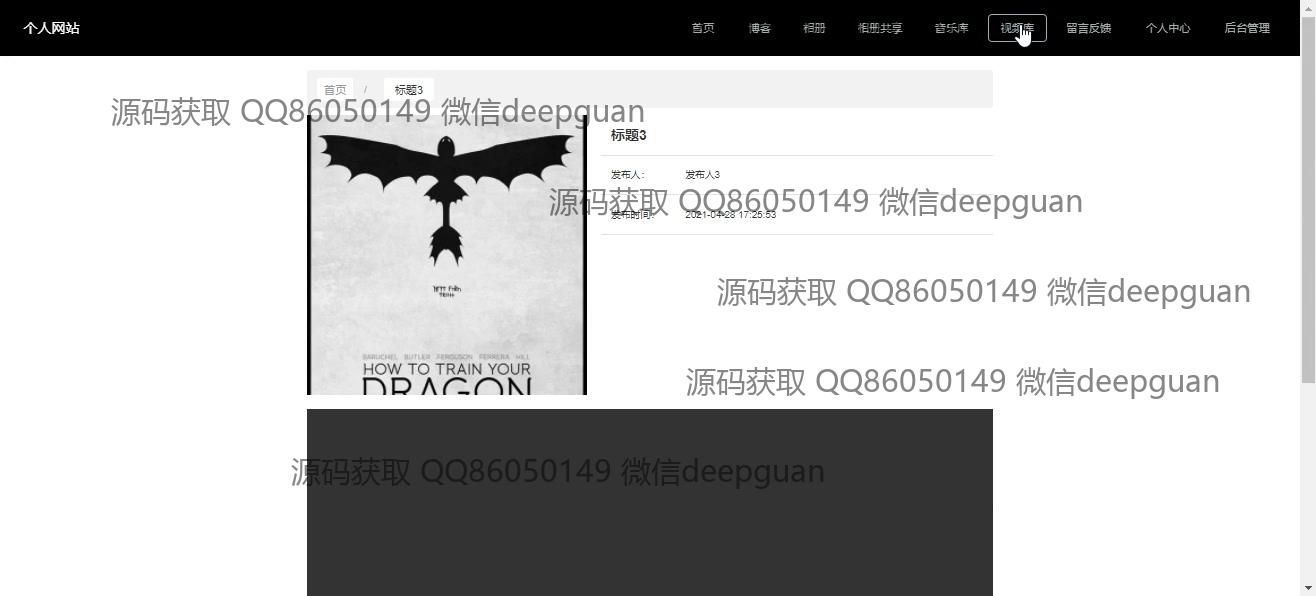 个人网站
首页 博客 相册 相册共享 音乐库 视频库 留言反馈 个人中心 后台管理
首页 / 标题3
源码获取 QQ86050149 微信deepguan
标题3
发布人: 发布人3
源码获取 QQ86050149 微信deepguan
发布时间: 2021-04-28 17:25:53
源码获取 QQ86050149 微信deepguan
BARUCHEL BUTLER FERGUSON FERRERA HILL
HOW TO TRAIN YOUR
DRAGON
源码获取 QQ86050149 微信deepguan
源码获取 QQ86050149 微信deepguan